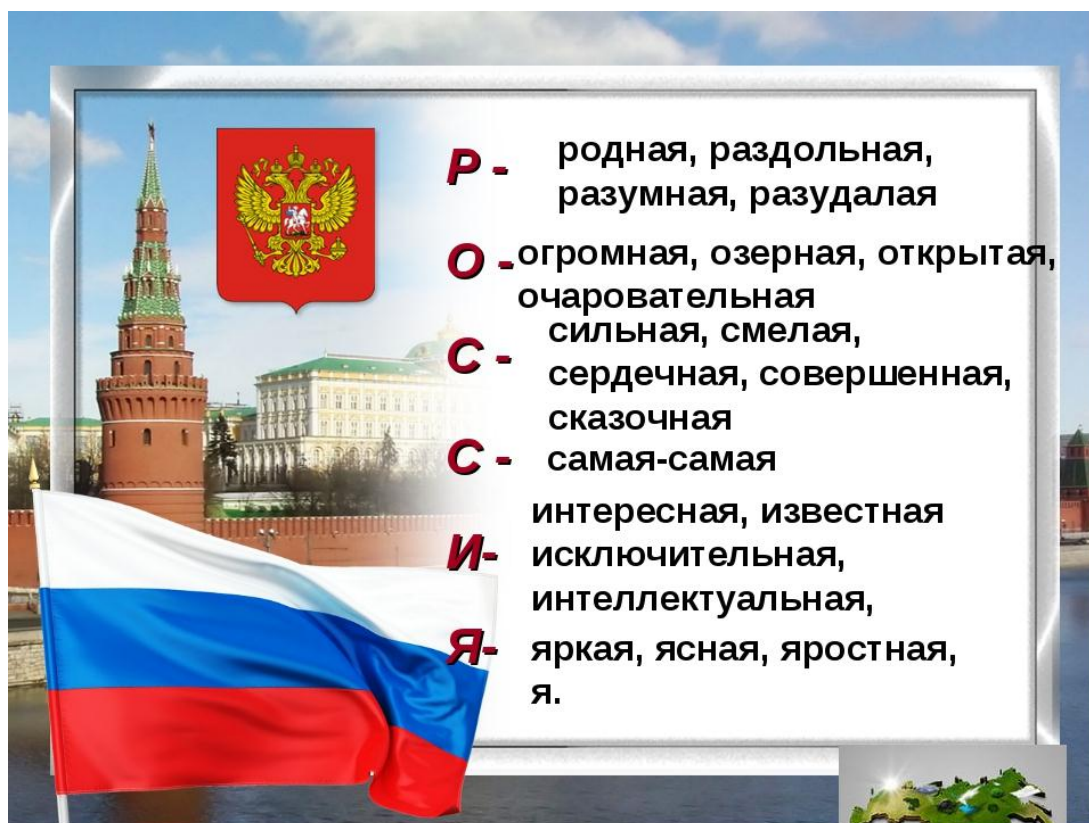 Р - родная, раздольная,
разумная, разудалая
О - огромная, озерная, открытая,
очаровательная
С - сильная, смелая,
сердечная, совершенная,
сказочная
С - самая-самая
И- интересная, известная
исключительная,
интеллектуальная,
Я- яркая, ясная, яростная,
я.